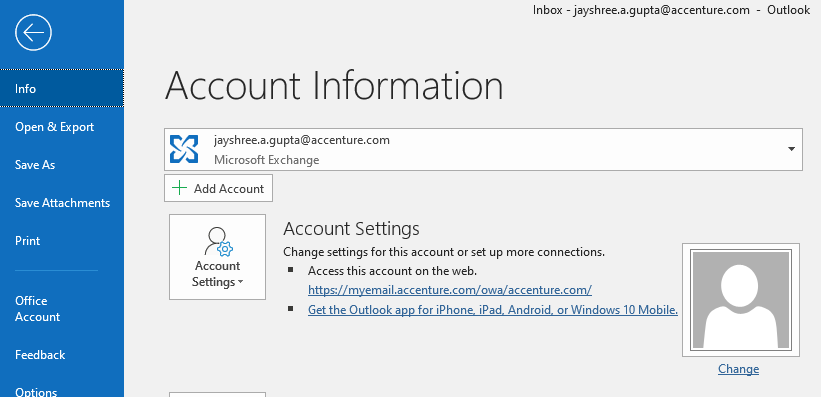 Inbox - jayshree.a.gupta@accenture.com - Outlook
Info
Open & Export
Save As
Save Attachments
Print
Office
Account
Feedback
Options
Account Information
jayshree.a.gupta@accenture.com
Microsoft Exchange
Add Account
Account
Settings
Account Settings
Change settings for this account or set up more connections.
Access this account on the web.
https://myemail.accenture.com/owa/accenture.com/
Get the Outlook app for iPhone, iPad, Android, or Windows 10 Mobile.
Change